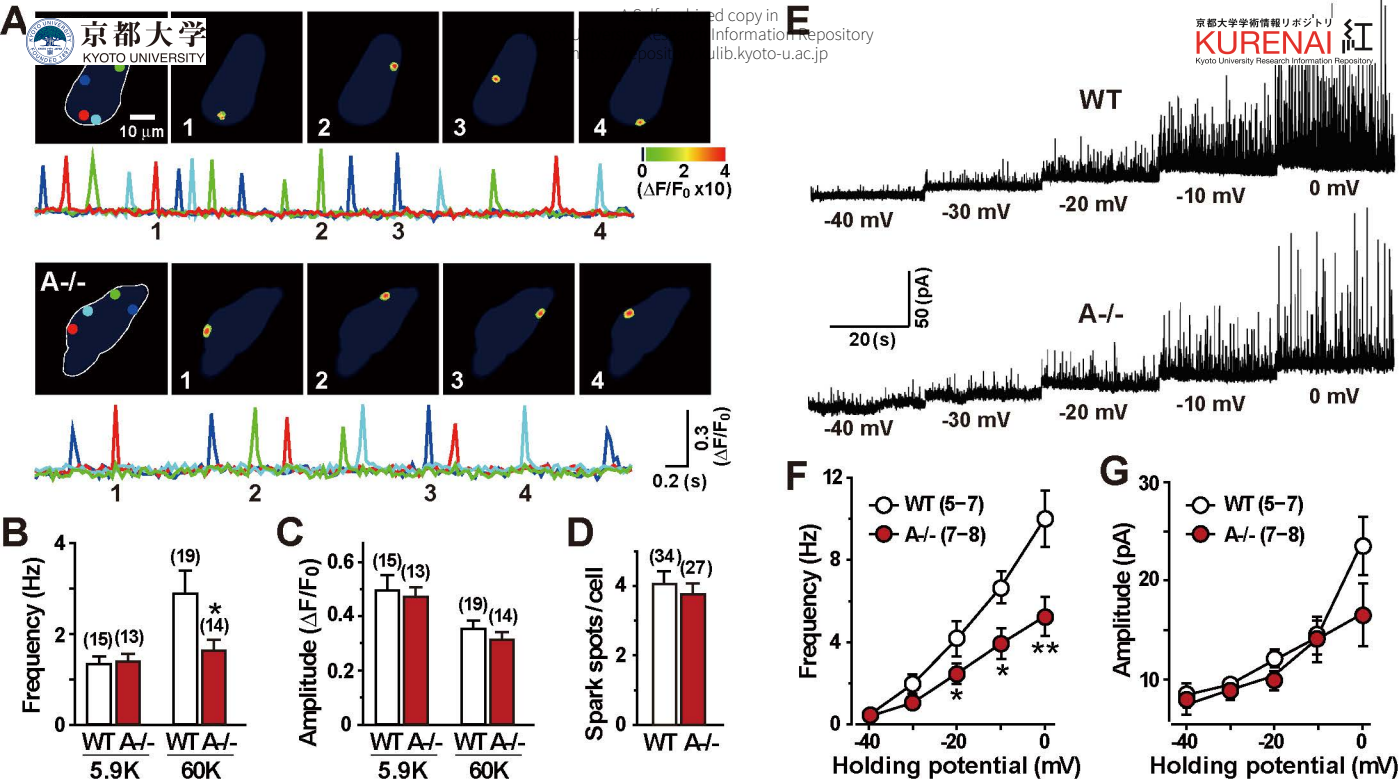 A
京都大学
KYOTO UNIVERSITY
copy in
Information Repository
ulib.kyoto-u.ac.jp
10 µm
1
2
3
4
0 2 4
(ΔF/F0 x10)
1
2
3
4
A-/-
1
2
3
4
1
2
3
4
0.3
(ΔF/F0)
0.2 (s)
E
京都大学学術情報リポジトリ
KURENAI 紅
Kyoto University Research Information Repository
WT
-40 mV
-30 mV
-20 mV
-10 mV
0 mV
50 (pA)
20 (s)
A-/-
-40 mV
-30 mV
-20 mV
-10 mV
0 mV
B
Frequency (Hz)
4
2
0
(15)
(13)
(19)
*
(14)
WT A-/- WT A-/-
5.9K 60K
C
Amplitude (ΔF/F0)
0.6
0.4
0.2
0
(15)
(13)
(19)
(14)
WT A-/- WT A-/-
5.9K 60K
D
Spark spots/cell
4
2
0
(34)
(27)
WT A-/-
F
Frequency (Hz)
12
8
4
0
WT (5−7)
A-/- (7−8)
*
*
**
-40 -20 0
Holding potential (mV)
G
Amplitude (pA)
30
20
10
WT (5−7)
A-/- (7−8)
-40 -20 0
Holding potential (mV)